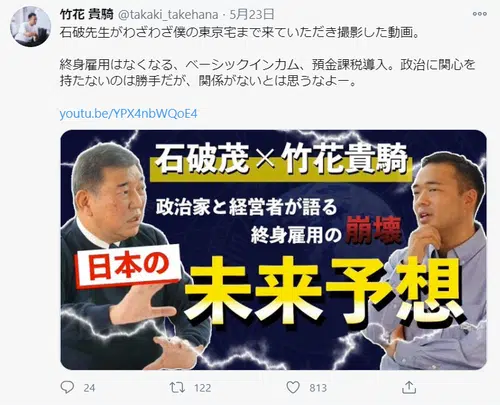 竹花 貴騎 @takaki_takehana・5月23日
石破先生がわざわざ僕の東京宅まで来ていただき撮影した動画。
終身雇用はなくなる、ベーシックインカム、預金課税導入。政治に関心を
持たないのは勝手だが、関係がないとは思うなよー。
youtu.be/YPX4nbWQoE4
石破茂×竹花貴騎
政治家と経営者が語る
終身雇用の崩壊
日本の
未来予想
24 122 813